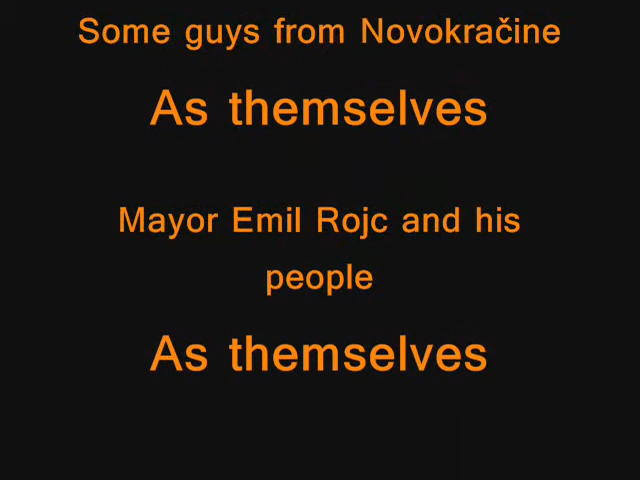 Some guys from Novokračine
As themselves
Mayor Emil Rojc and his
people
As themselves